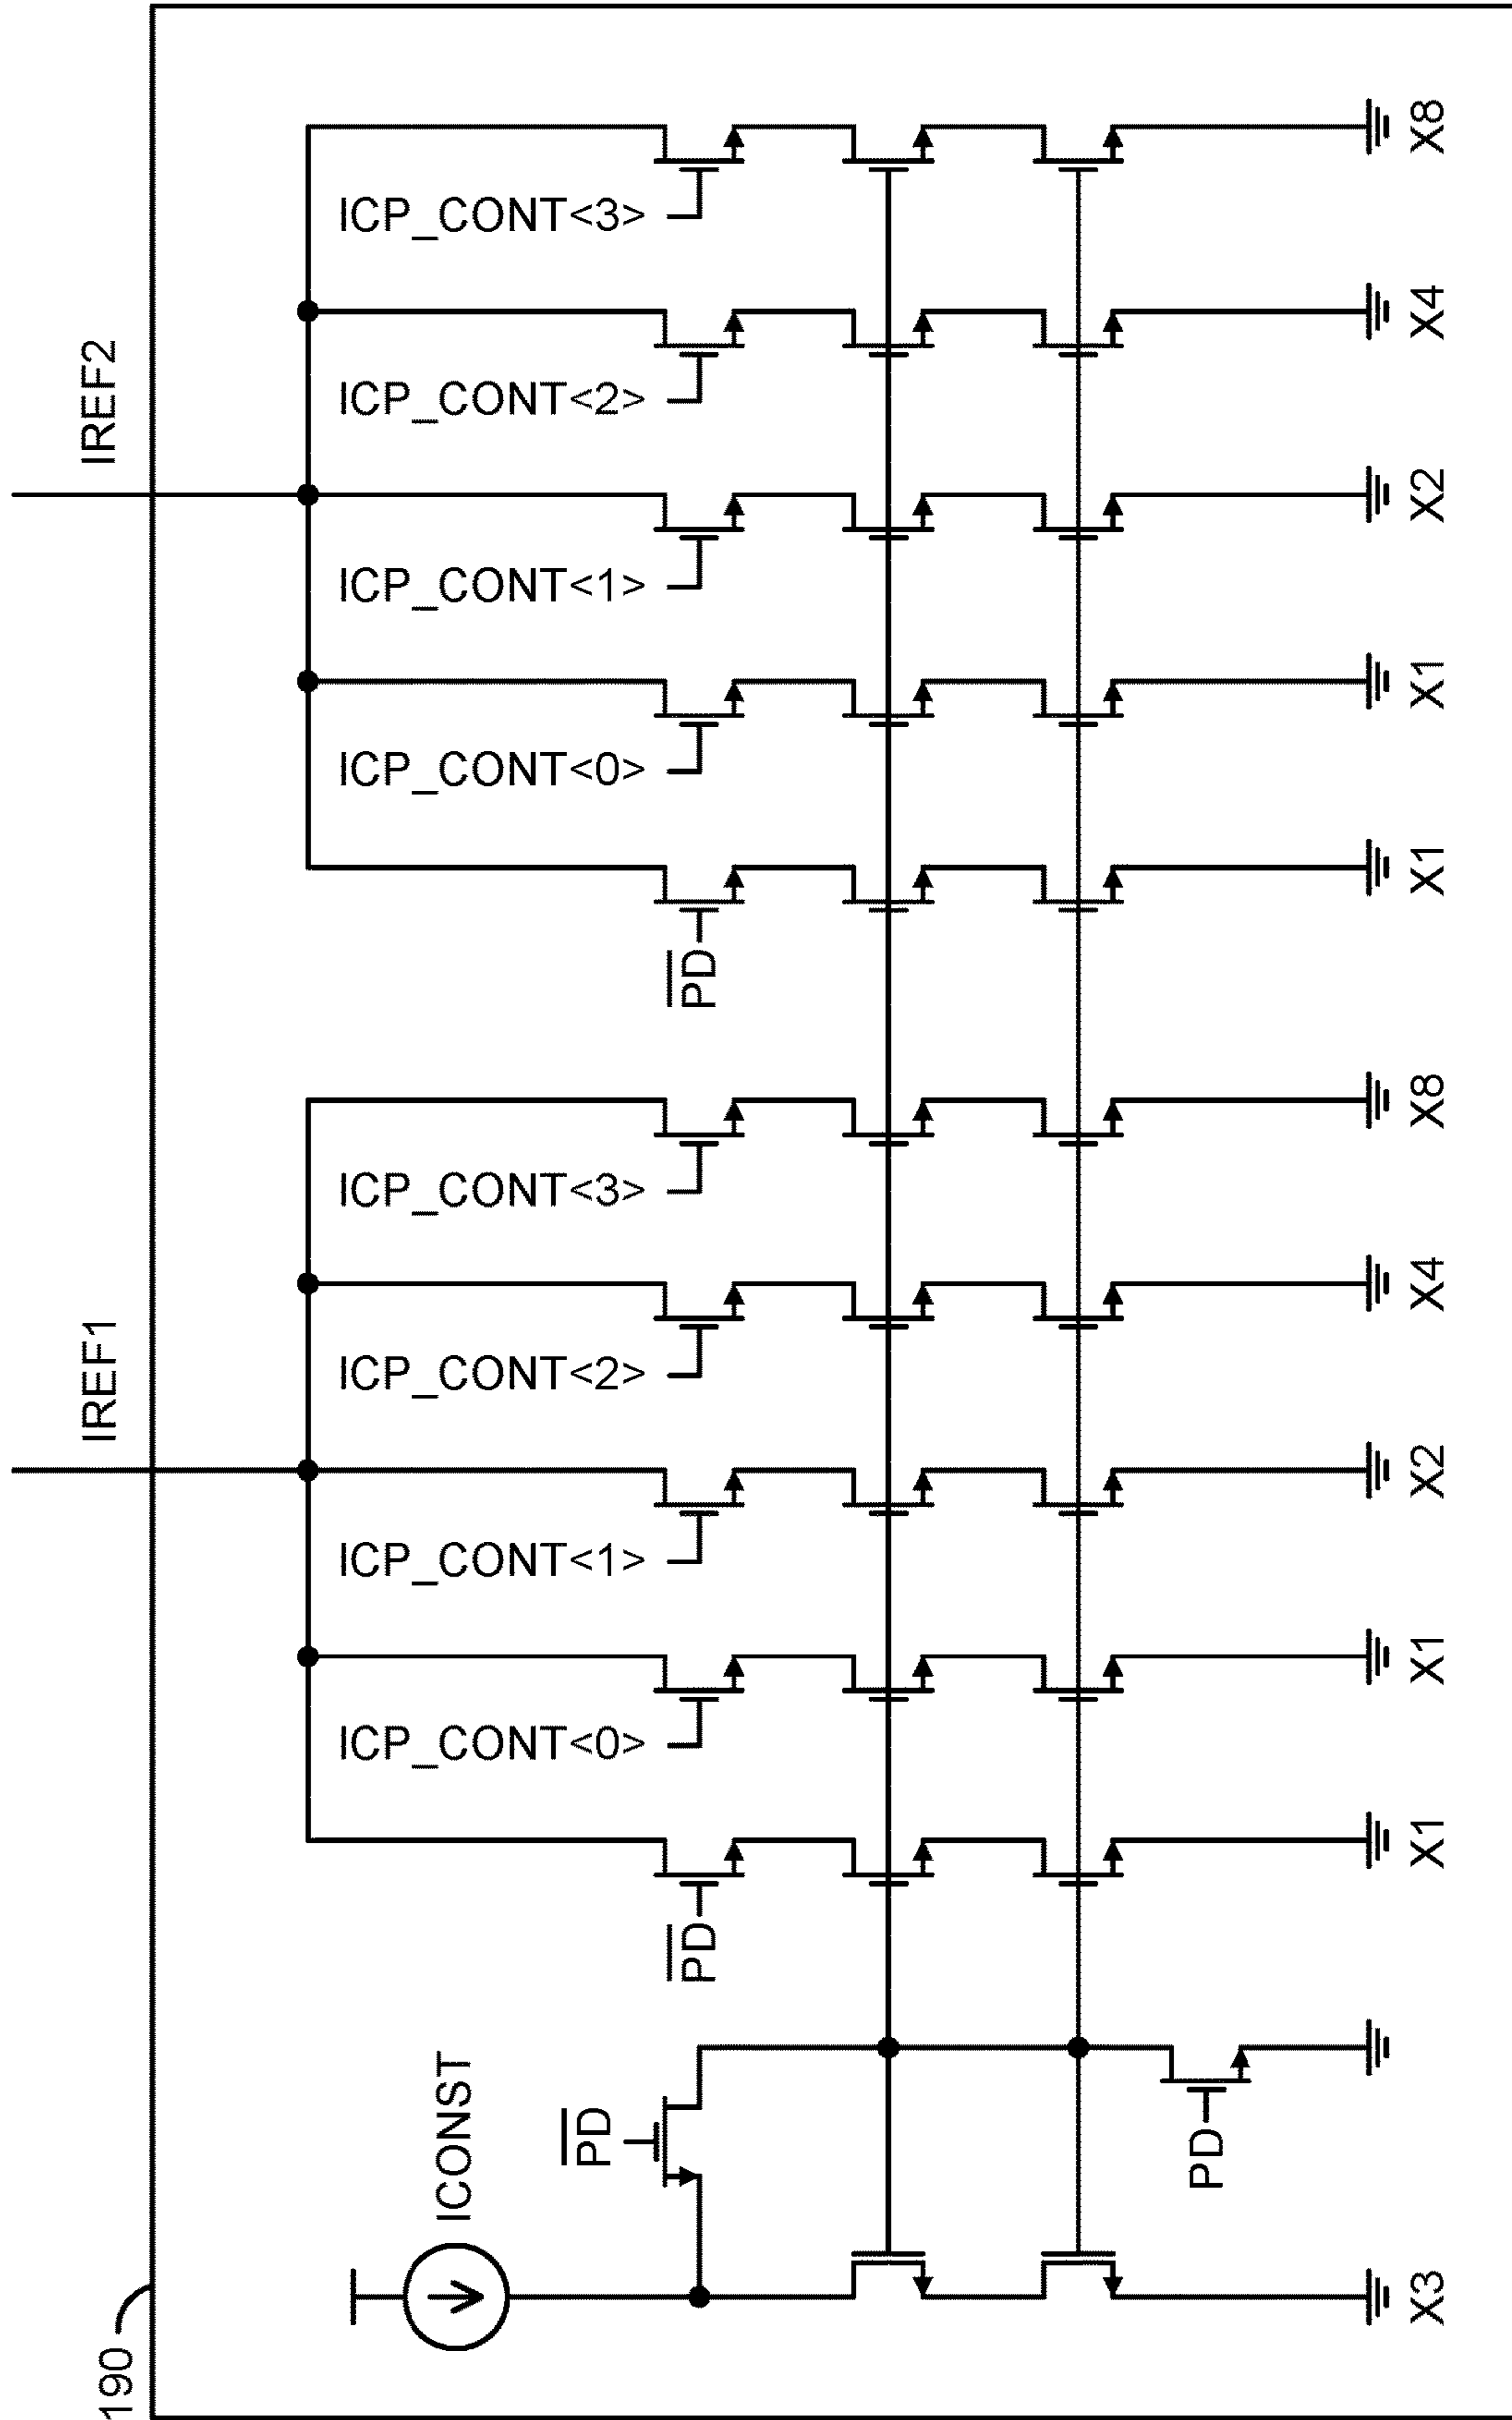 190
IREF1
IREF2
ICONST
PD
PD
PD
ICP_CONT<0>
ICP_CONT<1>
ICP_CONT<2>
ICP_CONT<3>
PD
ICP_CONT<0>
ICP_CONT<1>
ICP_CONT<2>
ICP_CONT<3>
X3
X1
X1
X2
X4
X8
X1
X1
X2
X4
X8